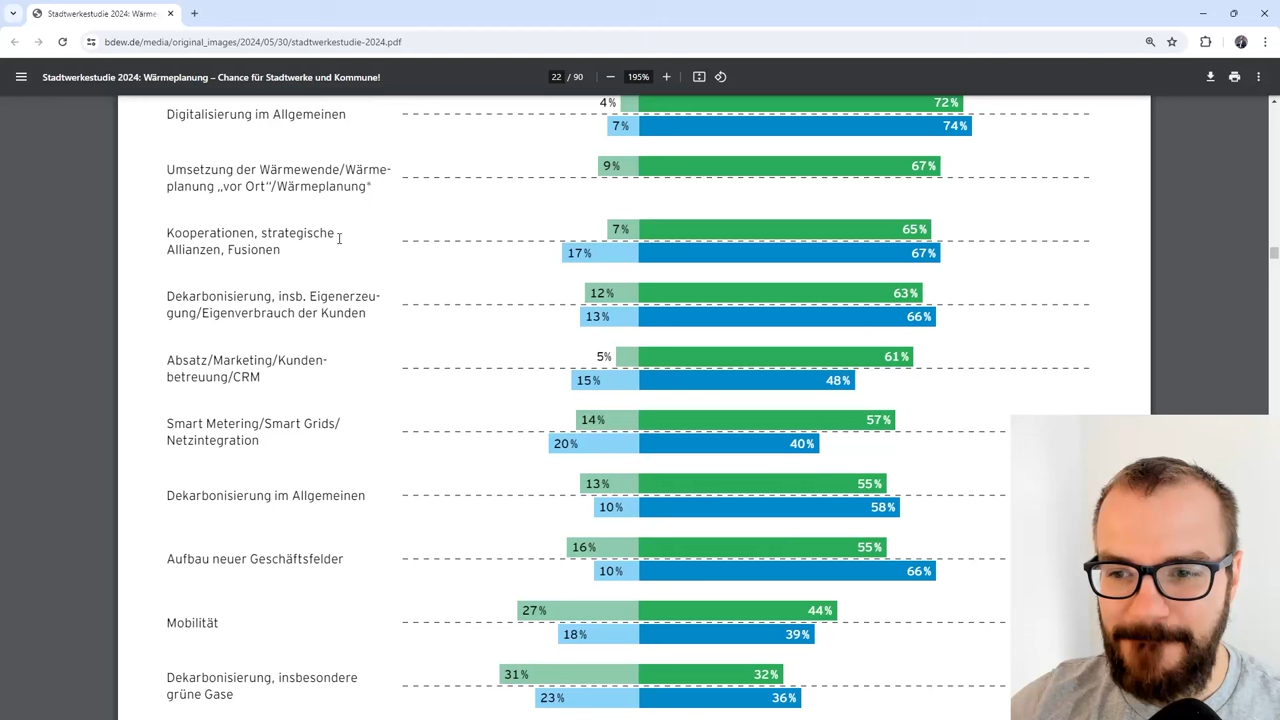 Stadtwerkestudie 2024: Wärme
bdew.de/media/original_images/2024/05/30/stadtwerkestudie-2024.pdf
Stadtwerkestudie 2024: Wärmeplanung – Chance für Stadtwerke und Kommune!
22 / 90
195%
4% 72%
Digitalisierung im Allgemeinen
7% 74%
9% 67%
Umsetzung der Wärmewende/Wärme-
planung „vor Ort“/Wärmeplanung*
7% 65%
Kooperationen, strategische
Allianzen, Fusionen
17% 67%
12% 63%
Dekarbonisierung, insb. Eigenerzeu-
gung/Eigenverbrauch der Kunden
13% 66%
5% 61%
Absatz/Marketing/Kunden-
betreuung/CRM
15% 48%
14% 57%
Smart Metering/Smart Grids/
Netzintegration
20% 40%
13% 55%
Dekarbonisierung im Allgemeinen
10% 58%
16% 55%
Aufbau neuer Geschäftsfelder
10% 66%
27% 44%
Mobilität
18% 39%
31% 32%
Dekarbonisierung, insbesondere
grüne Gase
23% 36%